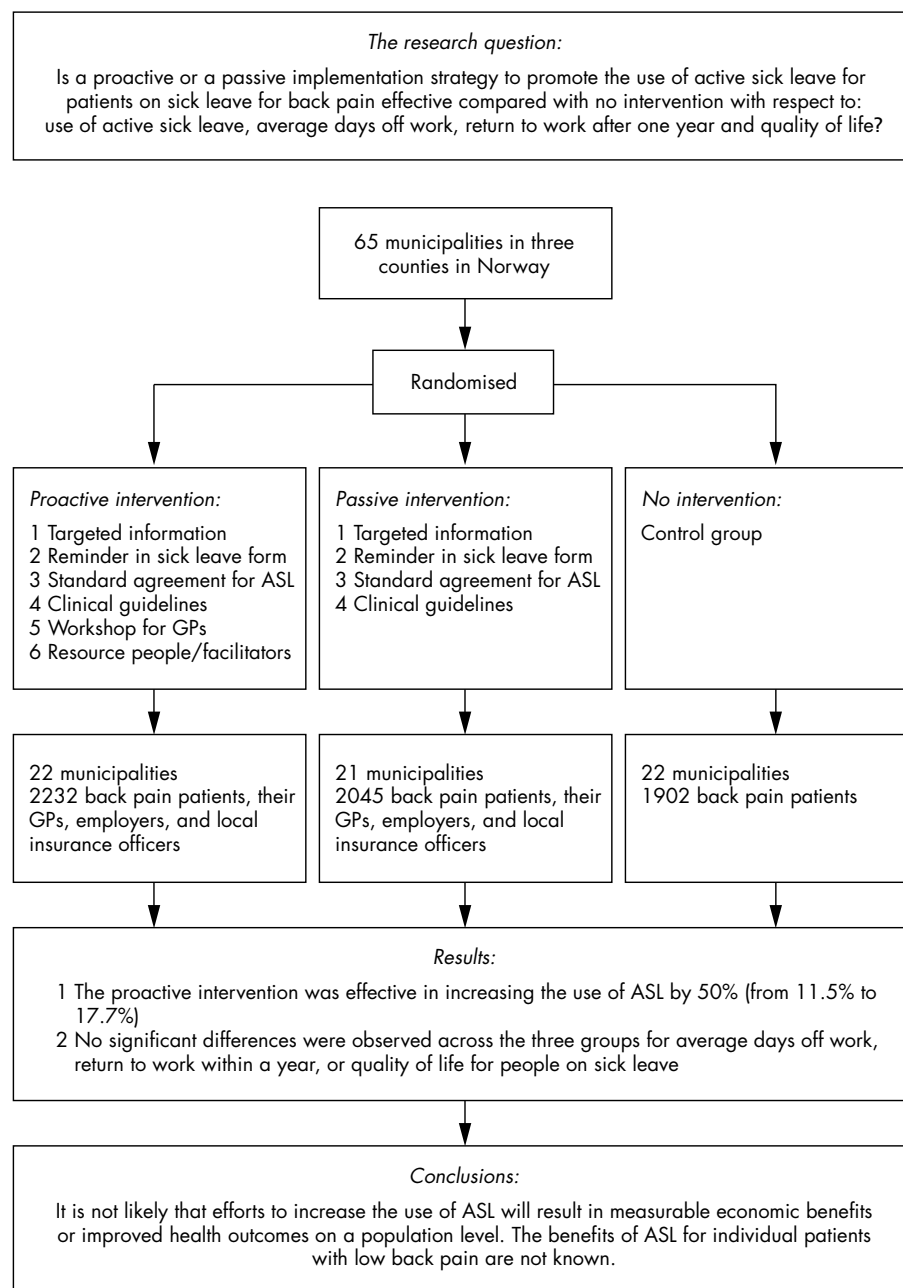 The research question:
Is a proactive or a passive implementation strategy to promote the use of active sick leave for
patients on sick leave for back pain effective compared with no intervention with respect to:
use of active sick leave, average days off work, return to work after one year and quality of life?
65 municipalities in three
counties in Norway
Randomised
Proactive intervention:
1 Targeted information
2 Reminder in sick leave form
3 Standard agreement for ASL
4 Clinical guidelines
5 Workshop for GPs
6 Resource people/facilitators
Passive intervention:
1 Targeted information
2 Reminder in sick leave form
3 Standard agreement for ASL
4 Clinical guidelines
No intervention:
Control group
22 municipalities
2232 back pain patients, their
GPs, employers, and local
insurance officers
21 municipalities
2045 back pain patients, their
GPs, employers, and local
insurance officers
22 municipalities
1902 back pain patients
Results:
1 The proactive intervention was effective in increasing the use of ASL by 50% (from 11.5% to
17.7%)
2 No significant differences were observed across the three groups for average days off work,
return to work within a year, or quality of life for people on sick leave
Conclusions:
It is not likely that efforts to increase the use of ASL will result in measurable economic benefits
or improved health outcomes on a population level. The benefits of ASL for individual patients
with low back pain are not known.